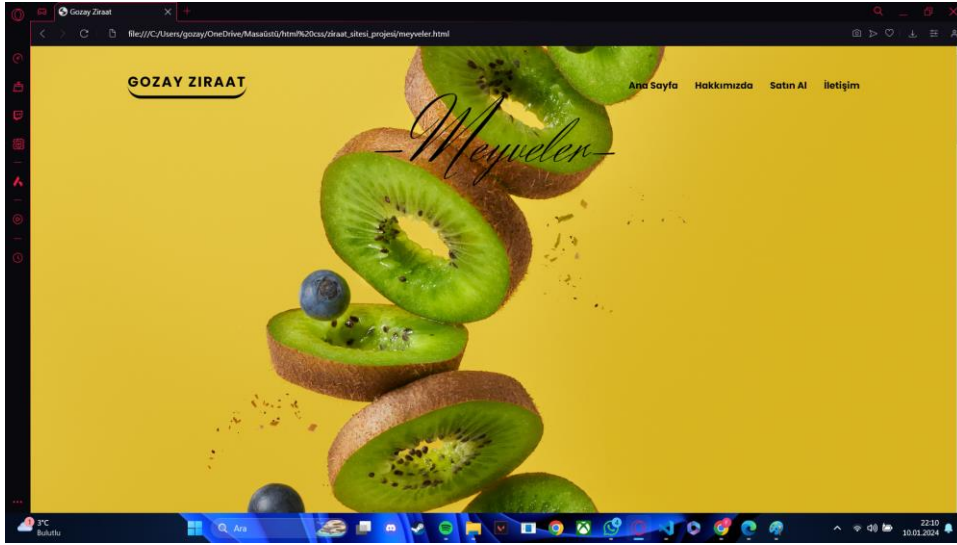 Gozay Ziraat
file:///C:/Users/gozay/OneDrive/Masaüstü/html%20css/ziraat_sitesi_projesi/meyveler.html
GOZAY ZIRAAT
Ana Sayfa Hakkımızda Satın Al İletişim
-Meyveler-
1
3°C
Bulutlu
Ara
22:10
10.01.2024